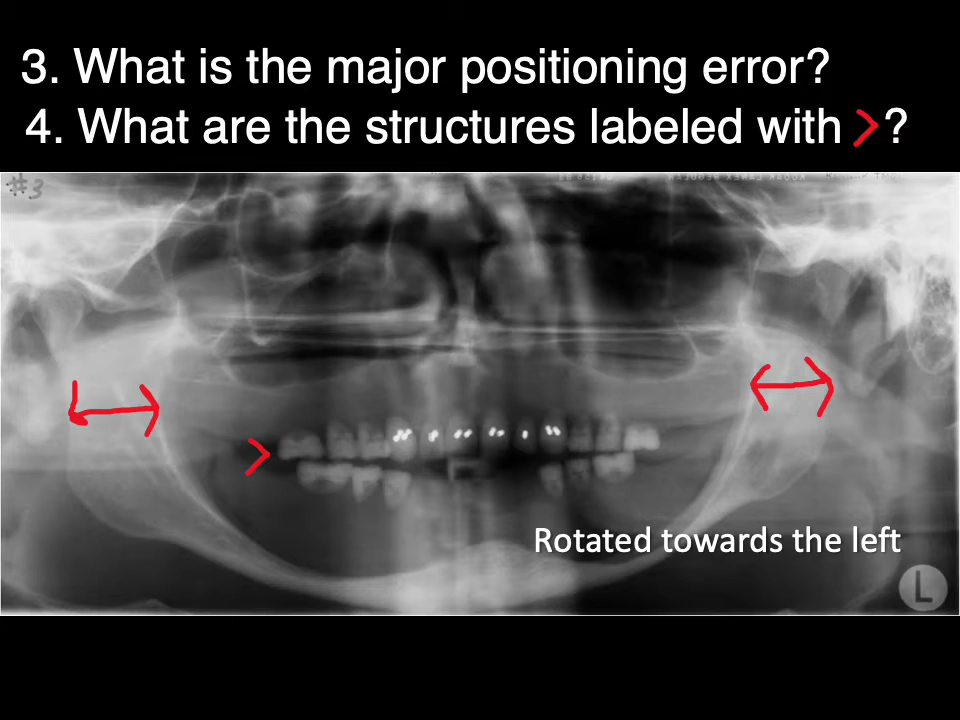 3. What is the major positioning error?
4. What are the structures labeled with > ?
#3
Rotated towards the left
L